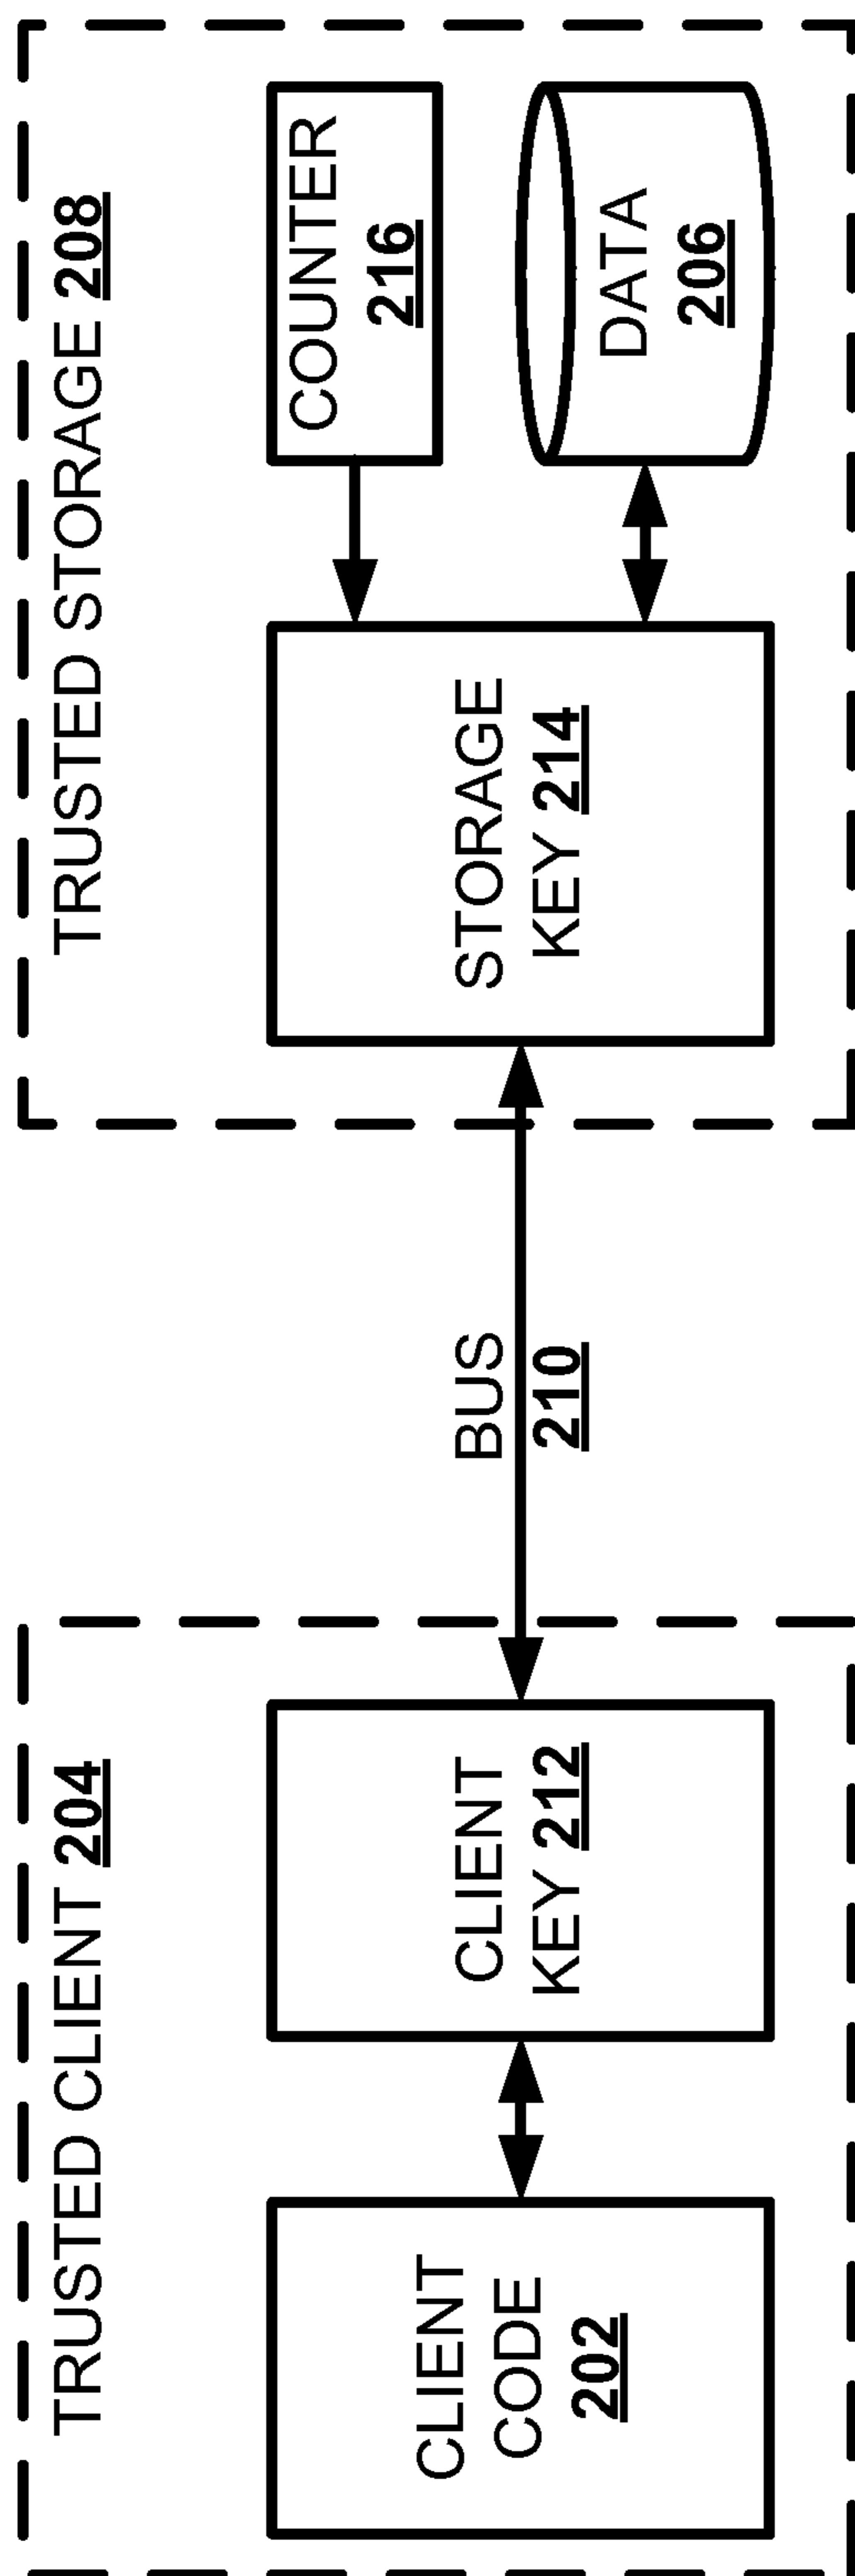 TRUSTED CLIENT 204
CLIENT
CODE
202
CLIENT
KEY 212
BUS
210
TRUSTED STORAGE 208
STORAGE
KEY 214
COUNTER
216
DATA
206